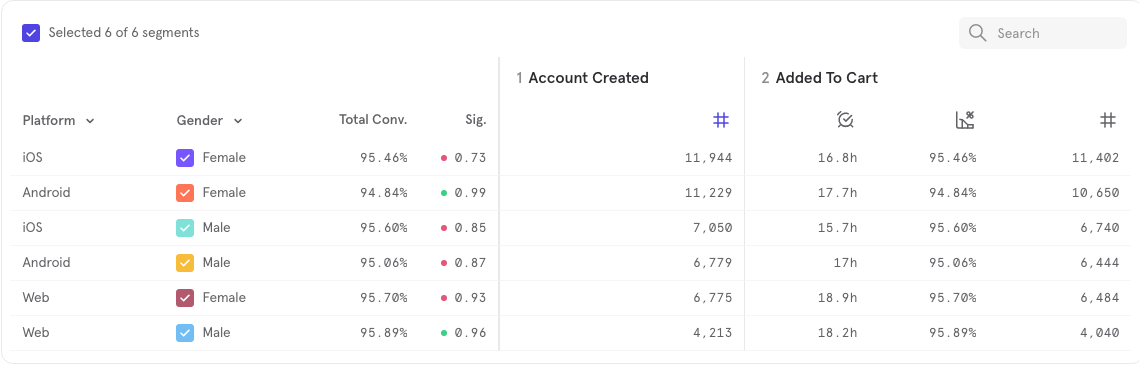 Selected 6 of 6 segments Search
1 Account Created 2 Added To Cart
Platform Gender Total Conv. Sig.
iOS Female 95.46% 0.73 11,944 16.8h 95.46% 11,402
Android Female 94.84% 0.99 11,229 17.7h 94.84% 10,650
iOS Male 95.60% 0.85 7,050 15.7h 95.60% 6,740
Android Male 95.06% 0.87 6,779 17h 95.06% 6,444
Web Female 95.70% 0.93 6,775 18.9h 95.70% 6,484
Web Male 95.89% 0.96 4,213 18.2h 95.89% 4,040